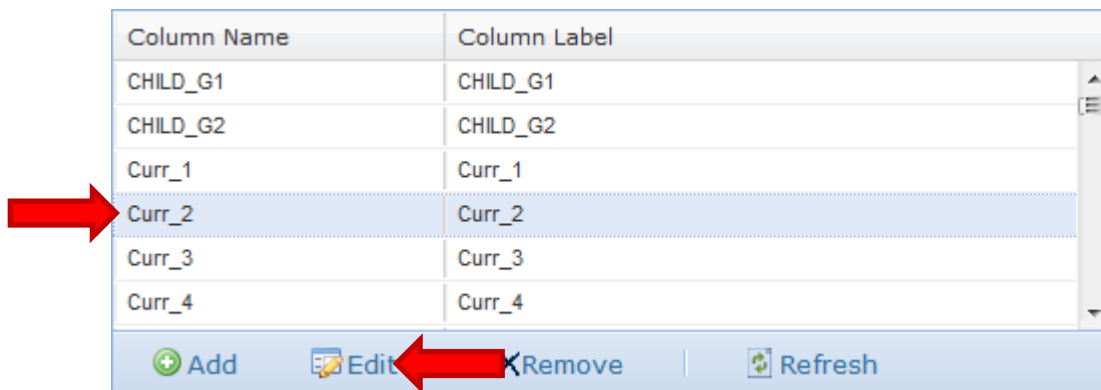 Column Name Column Label
CHILD_G1 CHILD_G1
CHILD_G2 CHILD_G2
Curr_1 Curr_1
Curr_2 Curr_2
Curr_3 Curr_3
Curr_4 Curr_4
Add Edit Remove Refresh